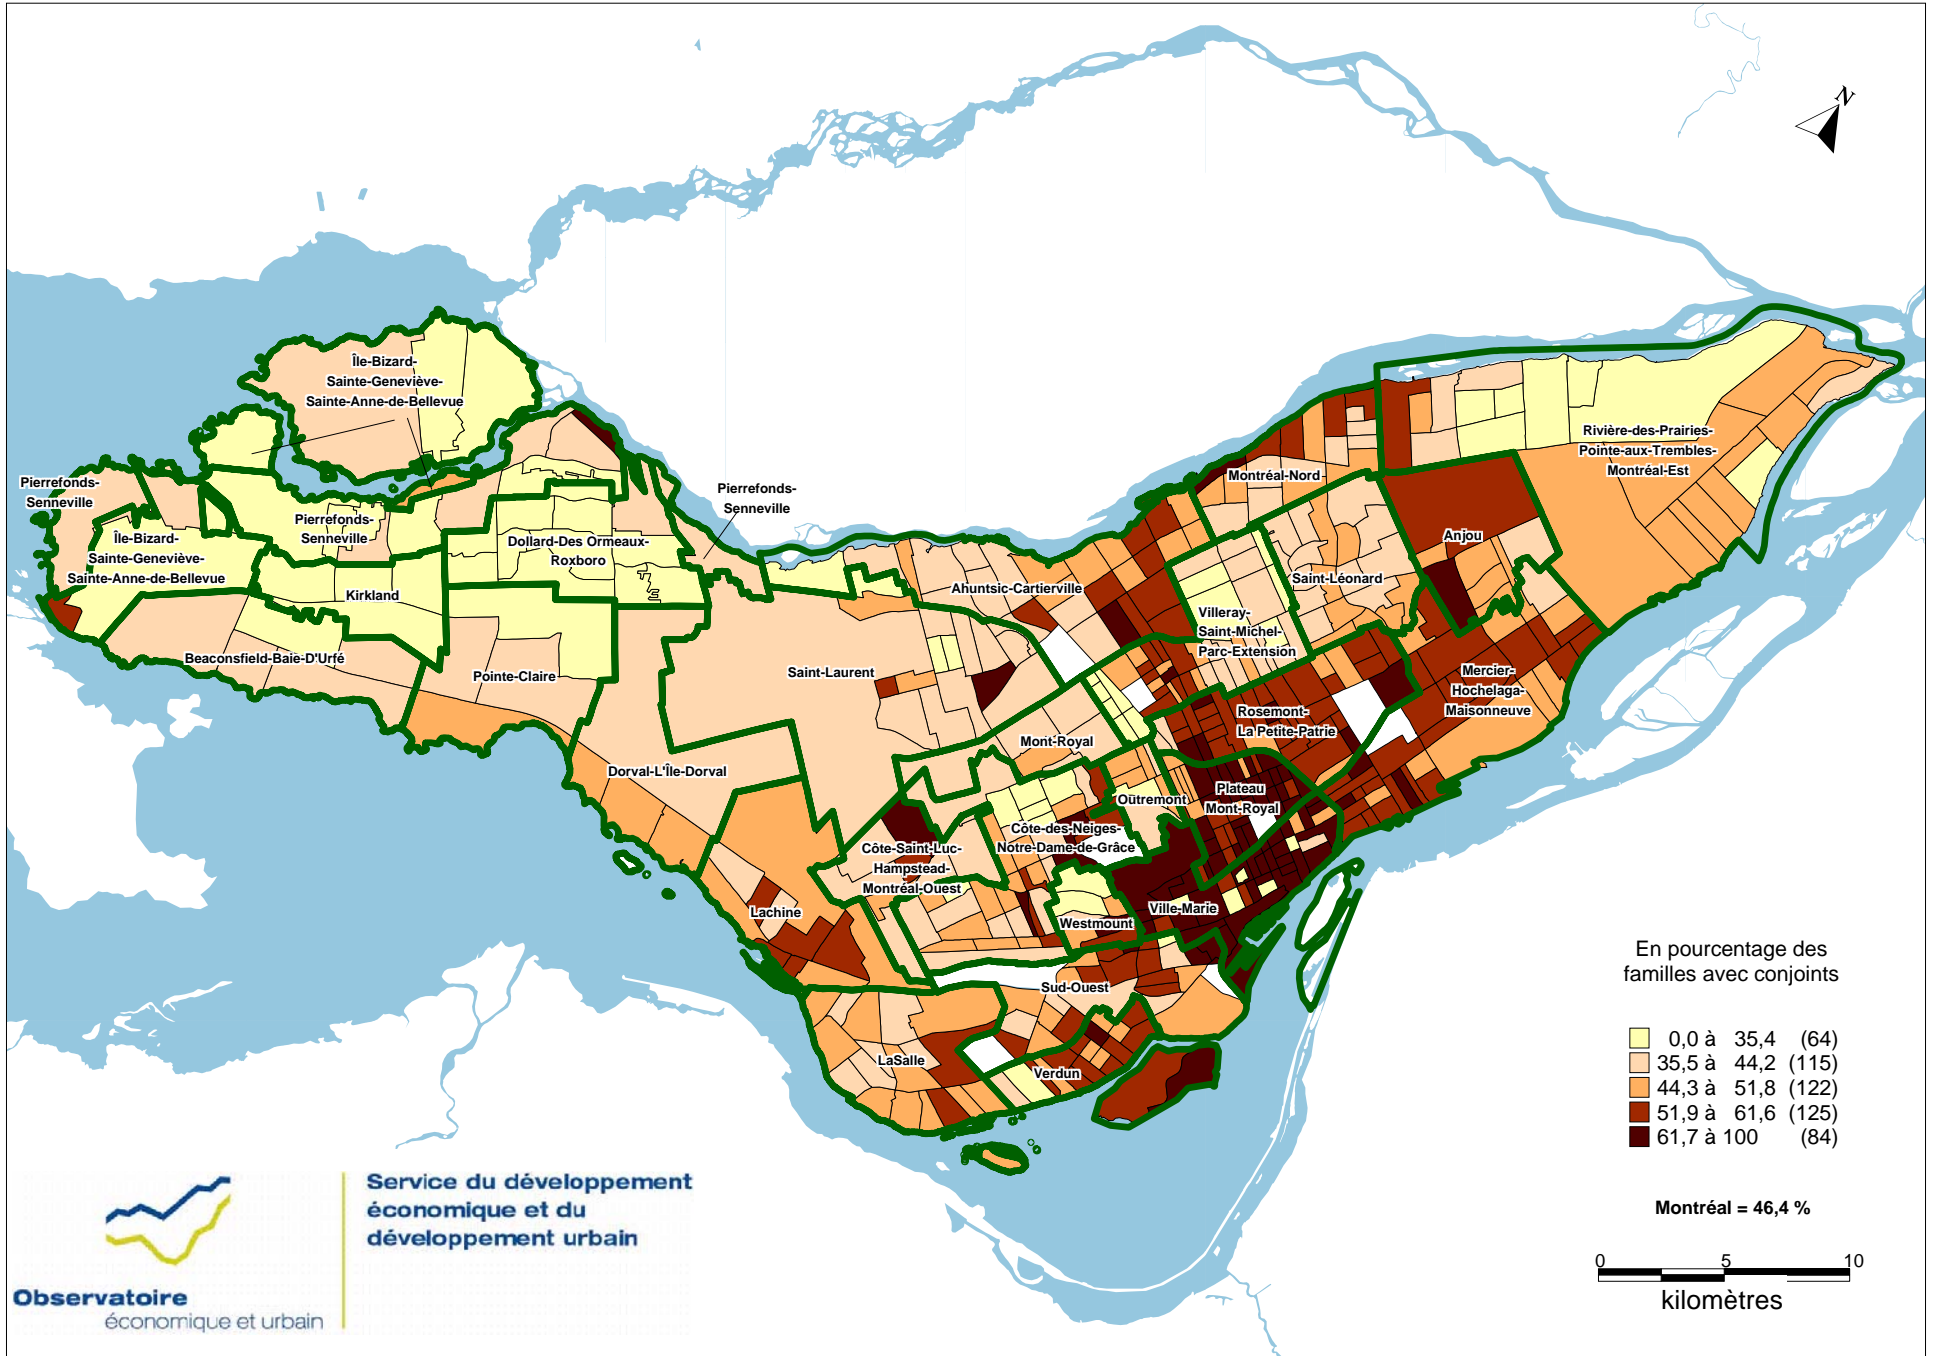 N
Île-Bizard-
Sainte-Geneviève-
Sainte-Anne-de-Bellevue
Rivière-des-Prairies-
Pointe-aux-Trembles-
Montréal-Est
Pierrefonds-
Senneville
Pierrefonds-
Senneville
Pierrefonds-
Senneville
Montréal-Nord
Île-Bizard-
Sainte-Geneviève-
Sainte-Anne-de-Bellevue
Dollard-Des Ormeaux-
Roxboro
Anjou
Saint-Léonard
Ahuntsic-Cartierville
Kirkland
Villeray-
Saint-Michel-
Parc-Extension
Beaconsfield-Baie-D'Urfé
Pointe-Claire
Saint-Laurent
Mercier-
Hochelaga-
Maisonneuve
Rosemont-
La Petite-Patrie
Mont-Royal
Dorval-L'Île-Dorval
Plateau
Mont-Royal
Outremont
Côte-des-Neiges-
Notre-Dame-de-Grâce
Côte-Saint-Luc-
Hampstead-
Montréal-Ouest
Lachine
Westmount
Ville-Marie
Sud-Ouest
LaSalle
Verdun
En pourcentage des
familles avec conjoints
0,0 à 35,4 (64)
35,5 à 44,2 (115)
44,3 à 51,8 (122)
51,9 à 61,6 (125)
61,7 à 100 (84)
Montréal = 46,4 %
0 5 10
kilomètres
Service du développement
économique et du
développement urbain
Observatoire
économique et urbain